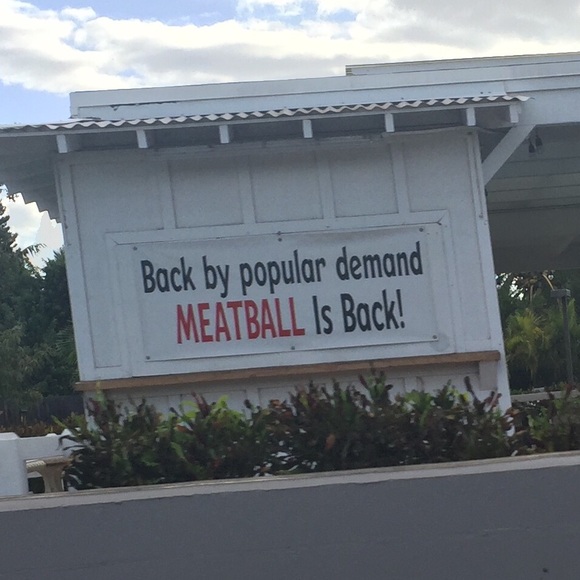 Back by popular demand
MEATBALL Is Back!